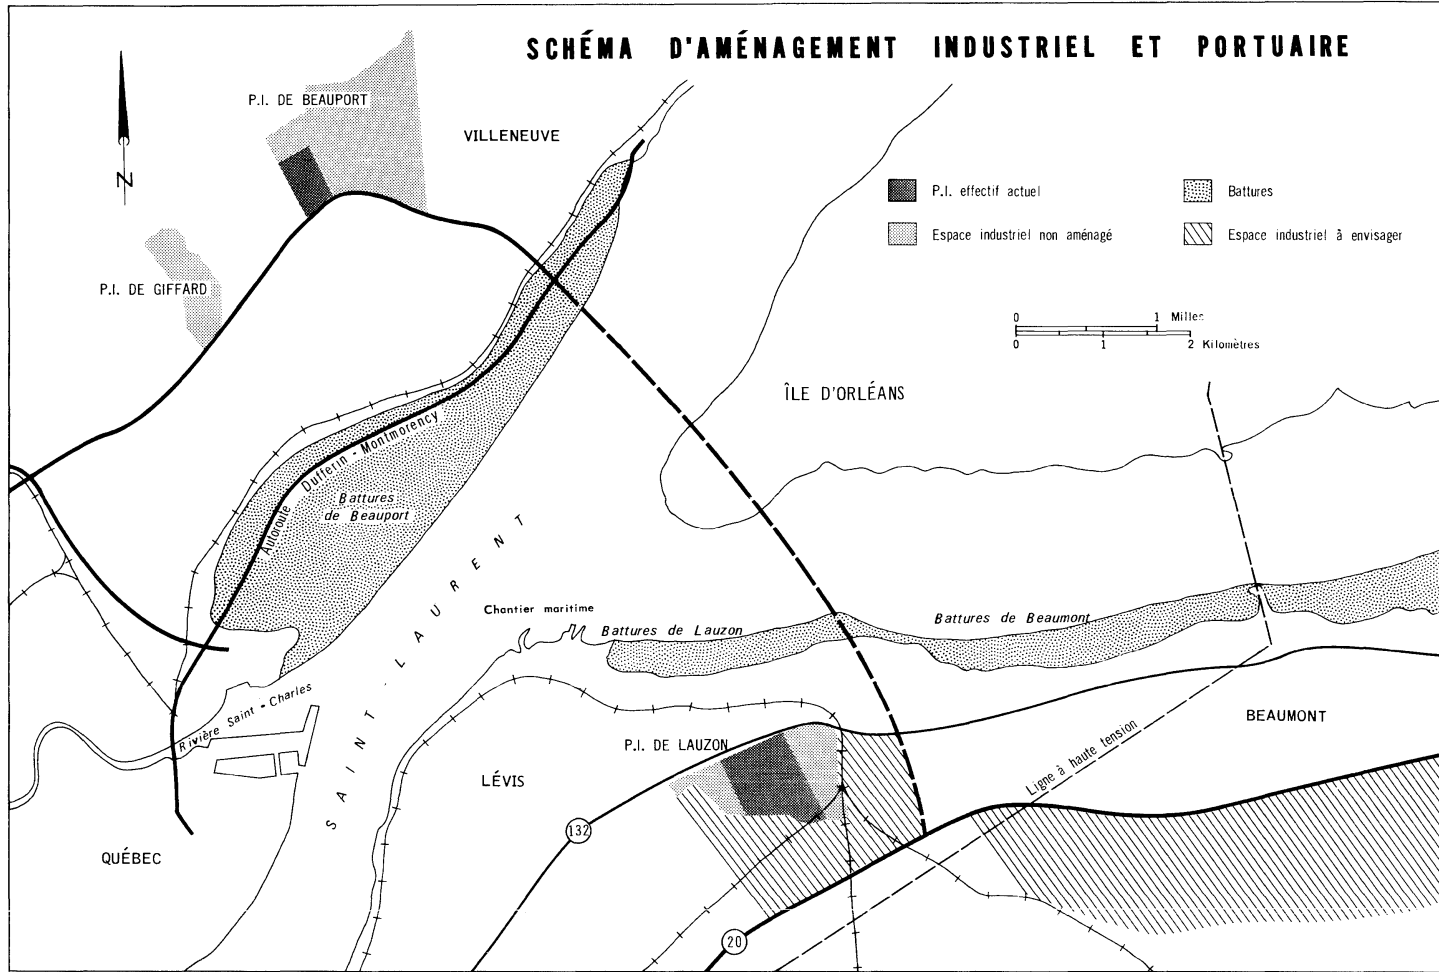 SCHÉMA D'AMÉNAGEMENT INDUSTRIEL ET PORTUAIRE
P.I. DE BEAUPORT
VILLENEUVE
N
P.I. effectif actuel
Battures
Espace industriel non aménagé
Espace industriel à envisager
P.I. DE GIFFARD
0 1 Milles
0 1 2 Kilomètres
ÎLE D'ORLÉANS
Autoroute Dufferin - Montmorency
Battures
de Beauport
SAINT - LAURENT
Chantier maritime
Battures de Lauzon
Battures de Beaumont
Rivière Saint - Charles
BEAUMONT
P.I. DE LAUZON
Ligne à haute tension
LÉVIS
132
QUÉBEC
20